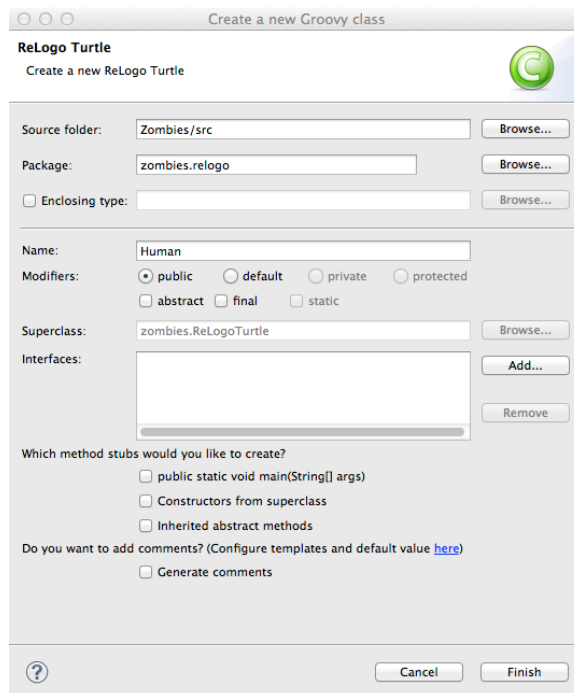 Create a new Groovy class
ReLogo Turtle
Create a new ReLogo Turtle
Source folder: Zombies/src Browse...
Package: zombies.relogo Browse...
Enclosing type: Browse...
Name: Human
Modifiers: public default private protected
abstract final static
Superclass: zombies.ReLogoTurtle Browse...
Interfaces: Add...
Remove
Which method stubs would you like to create?
public static void main(String[] args)
Constructors from superclass
Inherited abstract methods
Do you want to add comments? (Configure templates and default value here)
Generate comments
? Cancel Finish